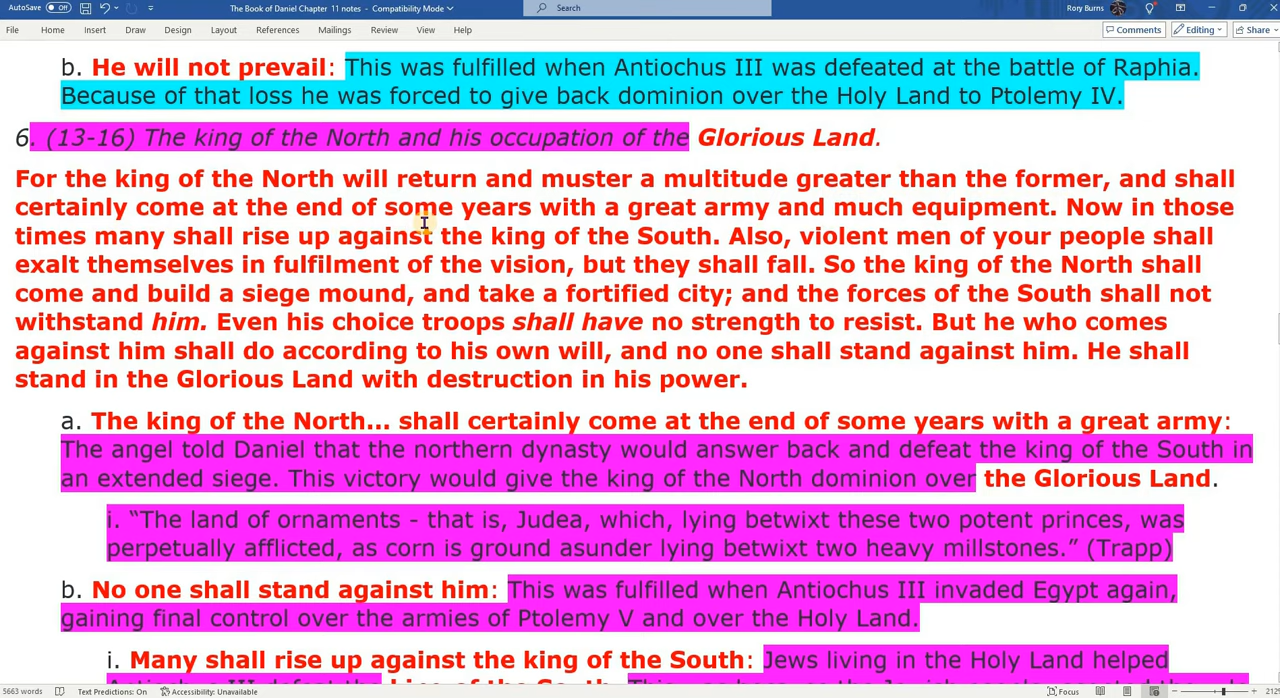 AutoSave Off The Book of Daniel Chapter 11 notes - Compatibility Mode Search Rory Burns
File Home Insert Draw Design Layout References Mailings Review View Help Comments Editing Share
b. He will not prevail: This was fulfilled when Antiochus III was defeated at the battle of Raphia.
Because of that loss he was forced to give back dominion over the Holy Land to Ptolemy IV.
6. (13-16) The king of the North and his occupation of the Glorious Land.
For the king of the North will return and muster a multitude greater than the former, and shall
certainly come at the end of some years with a great army and much equipment. Now in those
times many shall rise up against the king of the South. Also, violent men of your people shall
exalt themselves in fulfilment of the vision, but they shall fall. So the king of the North shall
come and build a siege mound, and take a fortified city; and the forces of the South shall not
withstand him. Even his choice troops shall have no strength to resist. But he who comes
against him shall do according to his own will, and no one shall stand against him. He shall
stand in the Glorious Land with destruction in his power.
a. The king of the North... shall certainly come at the end of some years with a great army:
The angel told Daniel that the northern dynasty would answer back and defeat the king of the South in
an extended siege. This victory would give the king of the North dominion over the Glorious Land.
i. “The land of ornaments - that is, Judea, which, lying betwixt these two potent princes, was
perpetually afflicted, as corn is ground asunder lying betwixt two heavy millstones.” (Trapp)
b. No one shall stand against him: This was fulfilled when Antiochus III invaded Egypt again,
gaining final control over the armies of Ptolemy V and over the Holy Land.
i. Many shall rise up against the king of the South: Jews living in the Holy Land helped
5663 words Text Predictions: On Accessibility: Unavailable Focus